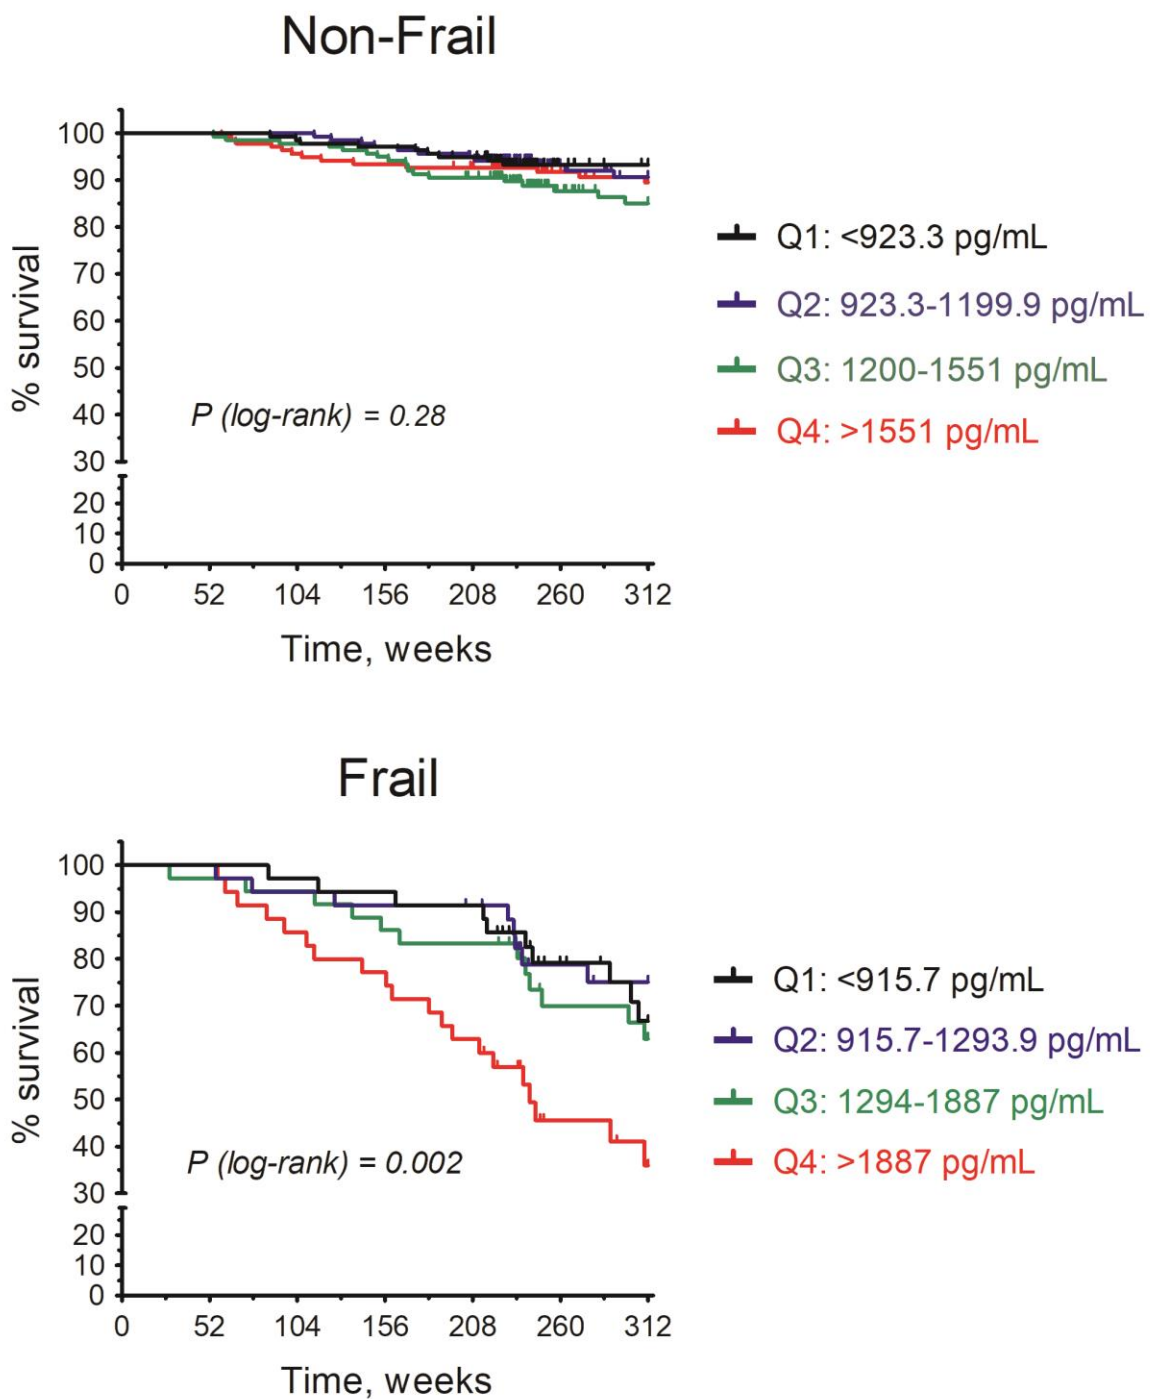 Non-Frail
100
90
80
70
60
50
40
30
20
10
0
% survival
P (log-rank) = 0.28
0 52 104 156 208 260 312
Time, weeks
Q1: <923.3 pg/mL
Q2: 923.3-1199.9 pg/mL
Q3: 1200-1551 pg/mL
Q4: >1551 pg/mL
Frail
100
90
80
70
60
50
40
30
20
10
0
% survival
P (log-rank) = 0.002
0 52 104 156 208 260 312
Time, weeks
Q1: <915.7 pg/mL
Q2: 915.7-1293.9 pg/mL
Q3: 1294-1887 pg/mL
Q4: >1887 pg/mL